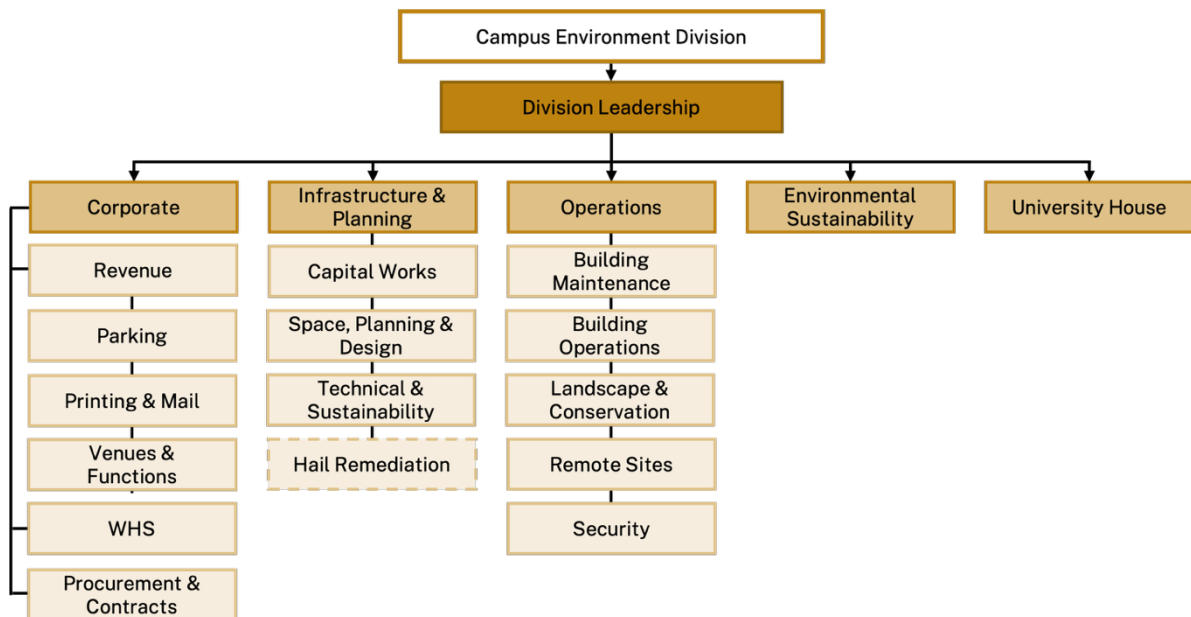 Campus Environment Division
Division Leadership
Corporate
Revenue
Parking
Printing & Mail
Venues &
Functions
WHS
Procurement &
Contracts
Infrastructure &
Planning
Capital Works
Space, Planning &
Design
Technical &
Sustainability
Hail Remediation
Operations
Building
Maintenance
Building
Operations
Landscape &
Conservation
Remote Sites
Security
Environmental
Sustainability
University House